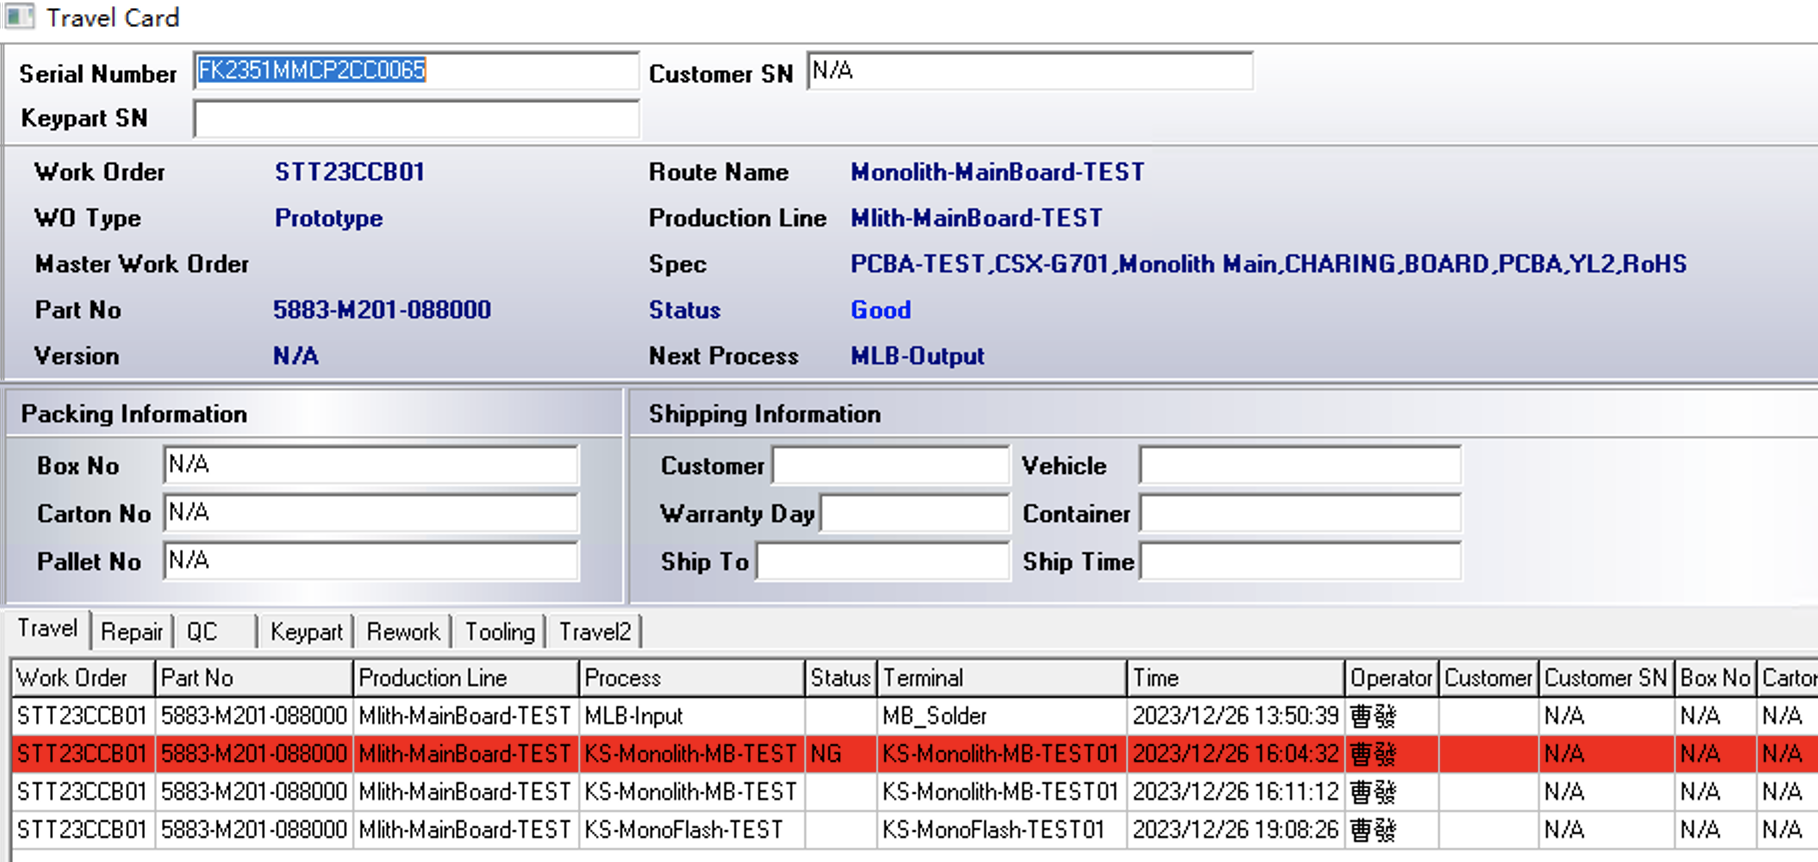 Travel Card
Serial Number FK2351MMCP2CC0065 Customer SN N/A
Keypart SN
Work Order STT23CCB01 Route Name Monolith-MainBoard-TEST
WO Type Prototype Production Line Mlith-MainBoard-TEST
Master Work Order Spec PCBA-TEST,CSX-G701,Monolith Main,CHARING,BOARD,PCBA,YL2,RoHS
Part No 5883-M201-088000 Status Good
Version N/A Next Process MLB-Output
Packing Information Shipping Information
Box No N/A Customer Vehicle
Carton No N/A Warranty Day Container
Pallet No N/A Ship To Ship Time
Travel Repair QC Keypart Rework Tooling Travel2
Work Order Part No Production Line Process Status Terminal Time Operator Customer Customer SN Box No Carton
STT23CCB01 5883-M201-088000 Mlith-MainBoard-TEST MLB-Input MB_Solder 2023/12/26 13:50:39 曹發 N/A N/A N/A
STT23CCB01 5883-M201-088000 Mlith-MainBoard-TEST KS-Monolith-MB-TEST NG KS-Monolith-MB-TEST01 2023/12/26 16:04:32 曹發 N/A N/A N/A
STT23CCB01 5883-M201-088000 Mlith-MainBoard-TEST KS-Monolith-MB-TEST KS-Monolith-MB-TEST01 2023/12/26 16:11:12 曹發 N/A N/A N/A
STT23CCB01 5883-M201-088000 Mlith-MainBoard-TEST KS-MonoFlash-TEST KS-MonoFlash-TEST01 2023/12/26 19:08:26 曹發 N/A N/A N/A